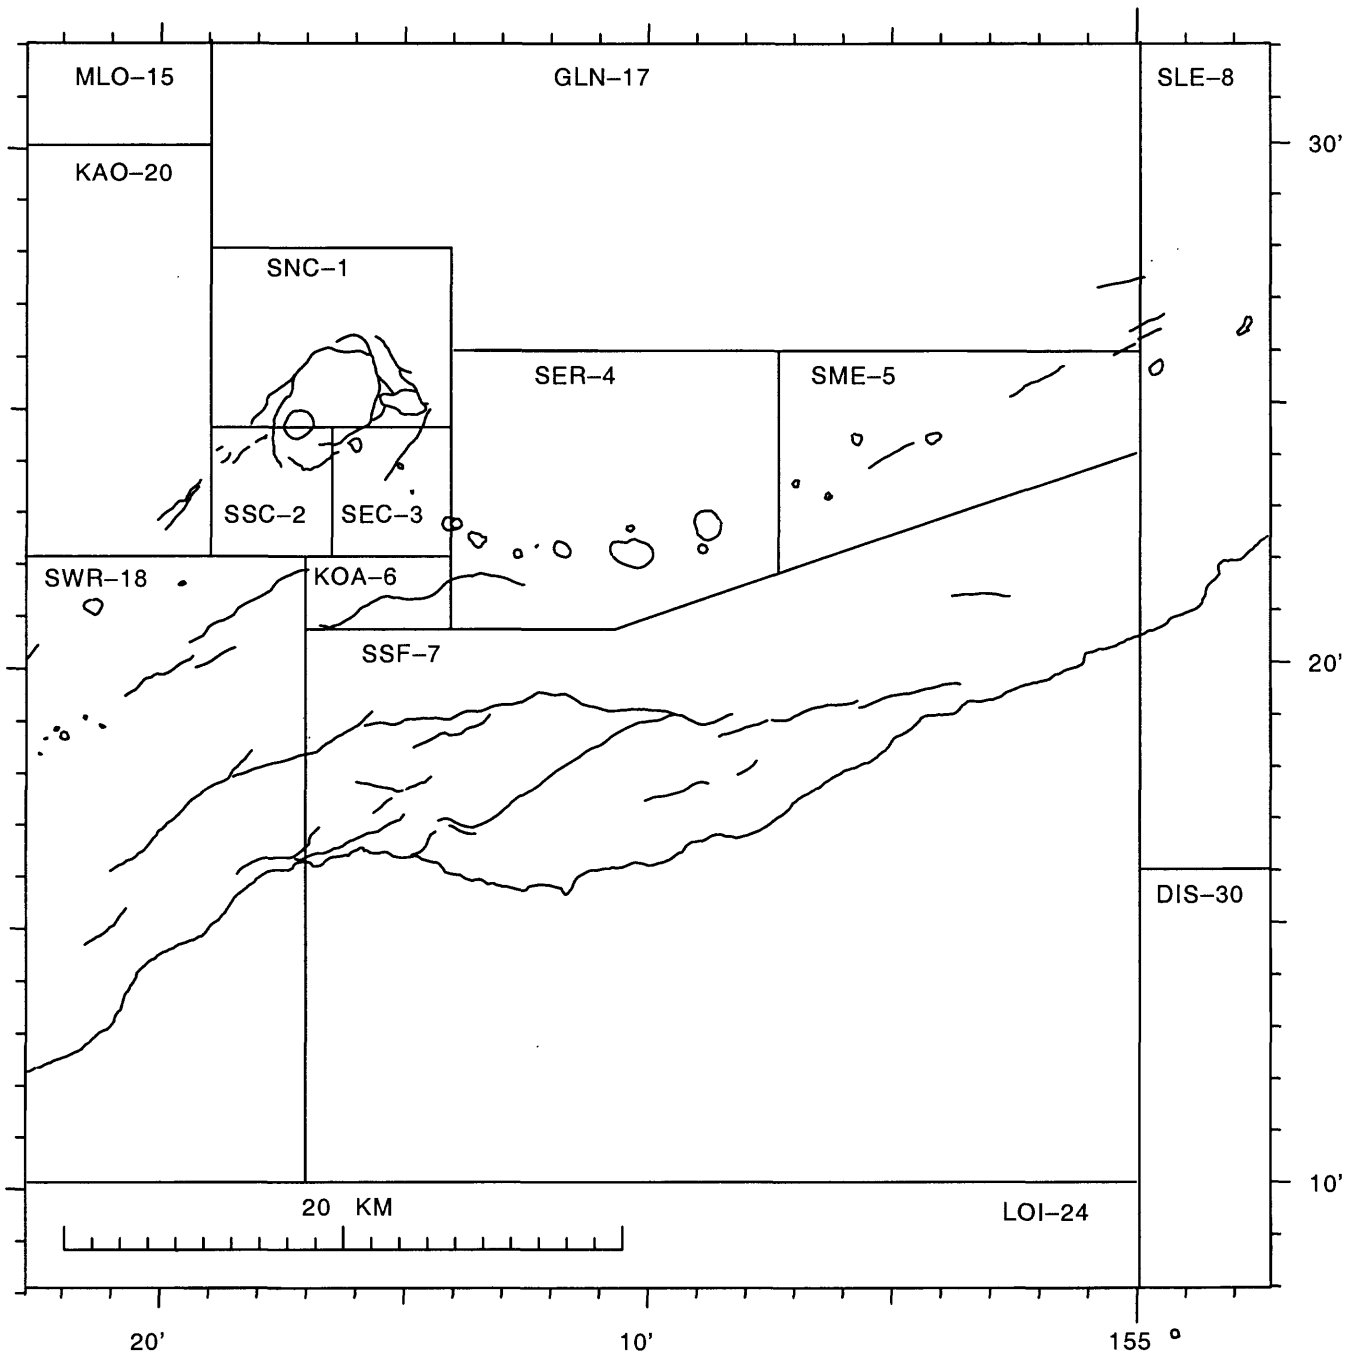 MLO–15
GLN–17
SLE–8
30'
KAO–20
SNC–1
SER–4
SME–5
SSC–2
SEC–3
SWR–18
KOA–6
SSF–7
20'
DIS–30
10'
20 KM
LOI–24
20'
10'
155 °